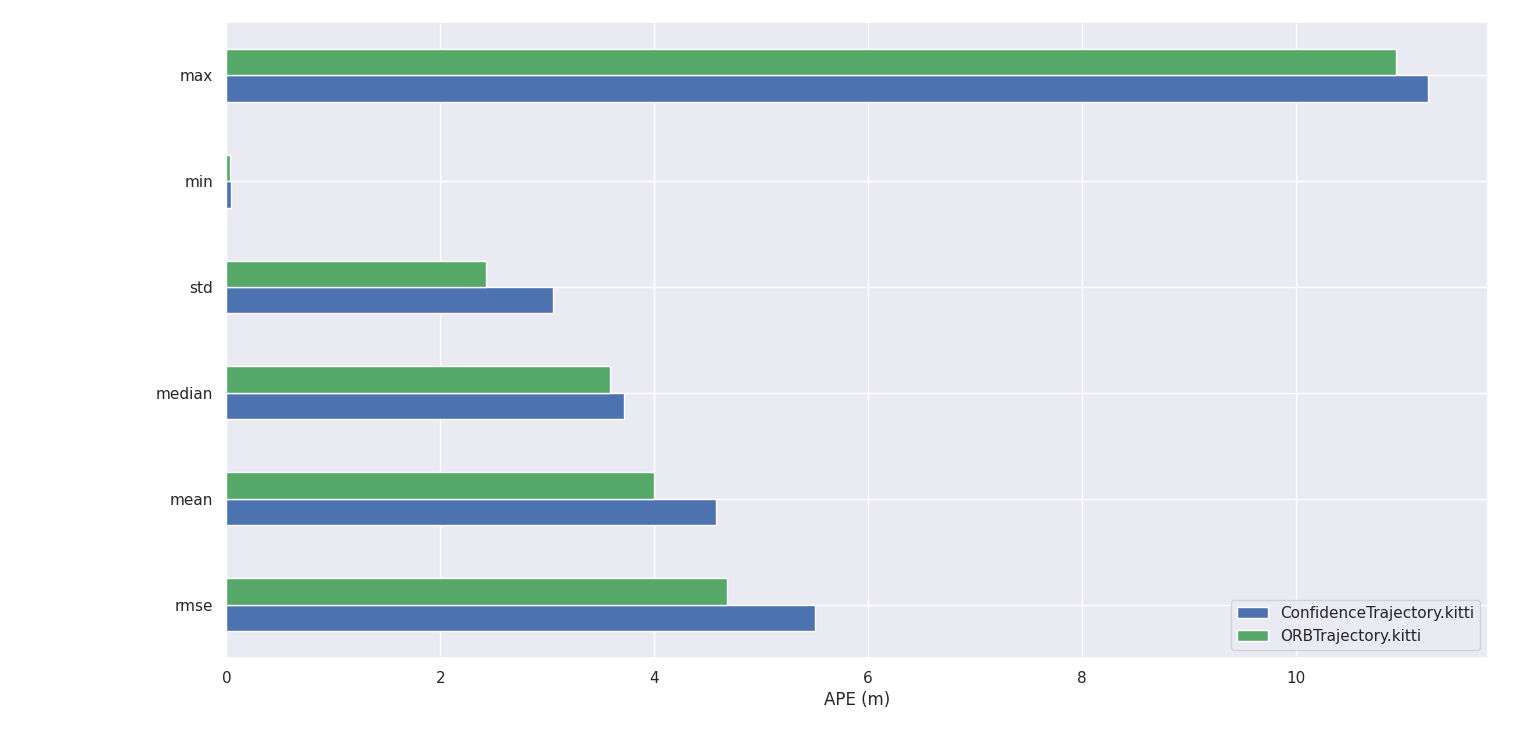 max
min
std
median
mean
rmse
ConfidenceTrajectory.kitti
ORBTrajectory.kitti
0 2 4 6 8 10
APE (m)